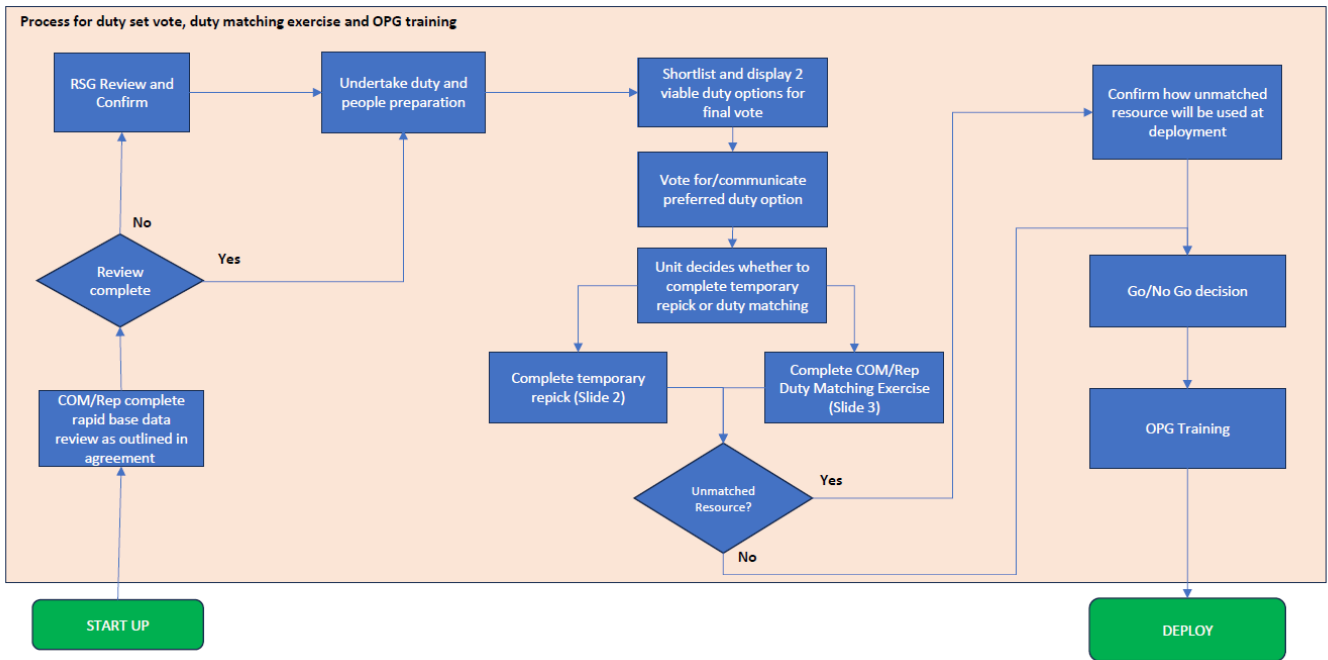 Process for duty set vote, duty matching exercise and OPG training
RSG Review and
Confirm
Undertake duty and
people preparation
Shortlist and display 2
viable duty options for
final vote
Confirm how unmatched
resource will be used at
deployment
Vote for/communicate
preferred duty option
No
Yes
Review
complete
Unit decides whether to
complete temporary
repick or duty matching
Go/No Go decision
Complete temporary
repick (Slide 2)
Complete COM/Rep
Duty Matching Exercise
(Slide 3)
COM/Rep complete
rapid base data
review as outlined in
agreement
OPG Training
Unmatched
Resource?
Yes
No
START UP
DEPLOY